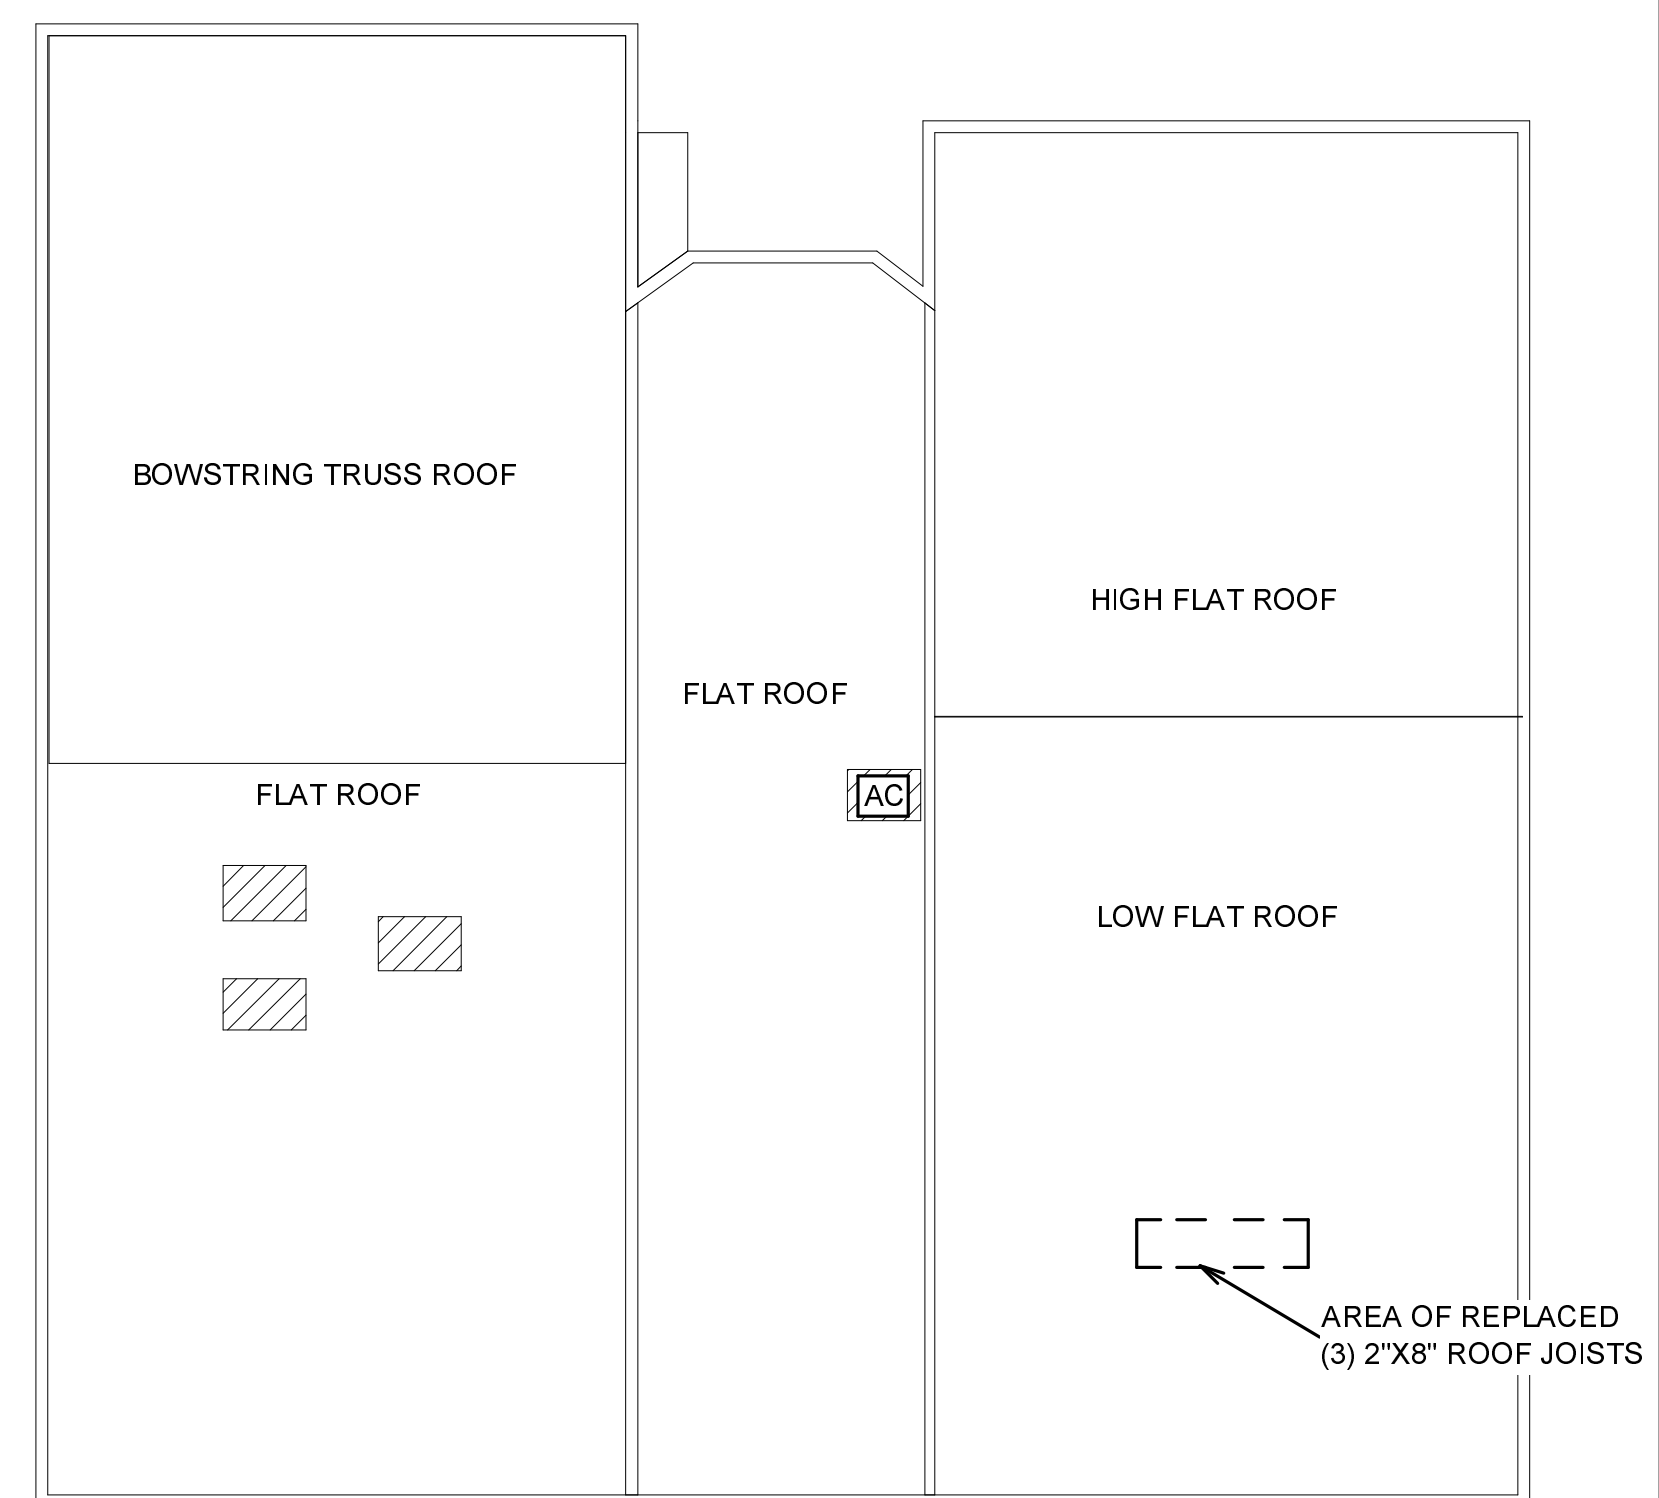 BOWSTRING TRUSS ROOF
HIGH FLAT ROOF
FLAT ROOF
FLAT ROOF
AC
LOW FLAT ROOF
AREA OF REPLACED
(3) 2"X8" ROOF JOISTS